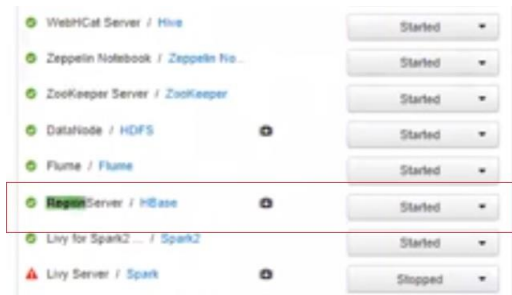 WebHCat Server / Hive Started
Zeppelin Notebook / Zeppelin No... Started
ZooKeeper Server / ZooKeeper Started
DataNode / HDFS Started
Flume / Flume Started
RegionServer / HBase Started
Livy for Spark2 ... / Spark2 Started
Livy Server / Spark Stopped